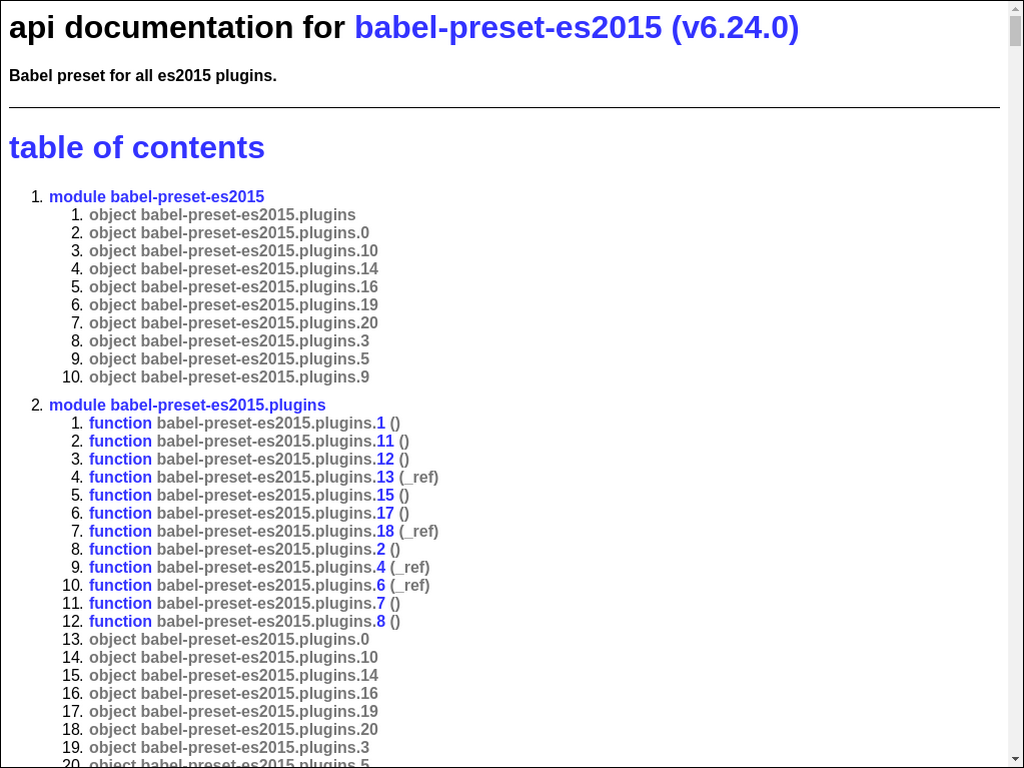 api documentation for babel-preset-es2015 (v6.24.0)
Babel preset for all es2015 plugins.
table of contents
1. module babel-preset-es2015
1. object babel-preset-es2015.plugins
2. object babel-preset-es2015.plugins.0
3. object babel-preset-es2015.plugins.10
4. object babel-preset-es2015.plugins.14
5. object babel-preset-es2015.plugins.16
6. object babel-preset-es2015.plugins.19
7. object babel-preset-es2015.plugins.20
8. object babel-preset-es2015.plugins.3
9. object babel-preset-es2015.plugins.5
10. object babel-preset-es2015.plugins.9
2. module babel-preset-es2015.plugins
1. function babel-preset-es2015.plugins.1 ()
2. function babel-preset-es2015.plugins.11 ()
3. function babel-preset-es2015.plugins.12 ()
4. function babel-preset-es2015.plugins.13 (_ref)
5. function babel-preset-es2015.plugins.15 ()
6. function babel-preset-es2015.plugins.17 ()
7. function babel-preset-es2015.plugins.18 (_ref)
8. function babel-preset-es2015.plugins.2 ()
9. function babel-preset-es2015.plugins.4 (_ref)
10. function babel-preset-es2015.plugins.6 (_ref)
11. function babel-preset-es2015.plugins.7 ()
12. function babel-preset-es2015.plugins.8 ()
13. object babel-preset-es2015.plugins.0
14. object babel-preset-es2015.plugins.10
15. object babel-preset-es2015.plugins.14
16. object babel-preset-es2015.plugins.16
17. object babel-preset-es2015.plugins.19
18. object babel-preset-es2015.plugins.20
19. object babel-preset-es2015.plugins.3
20. object babel-preset-es2015.plugins.5